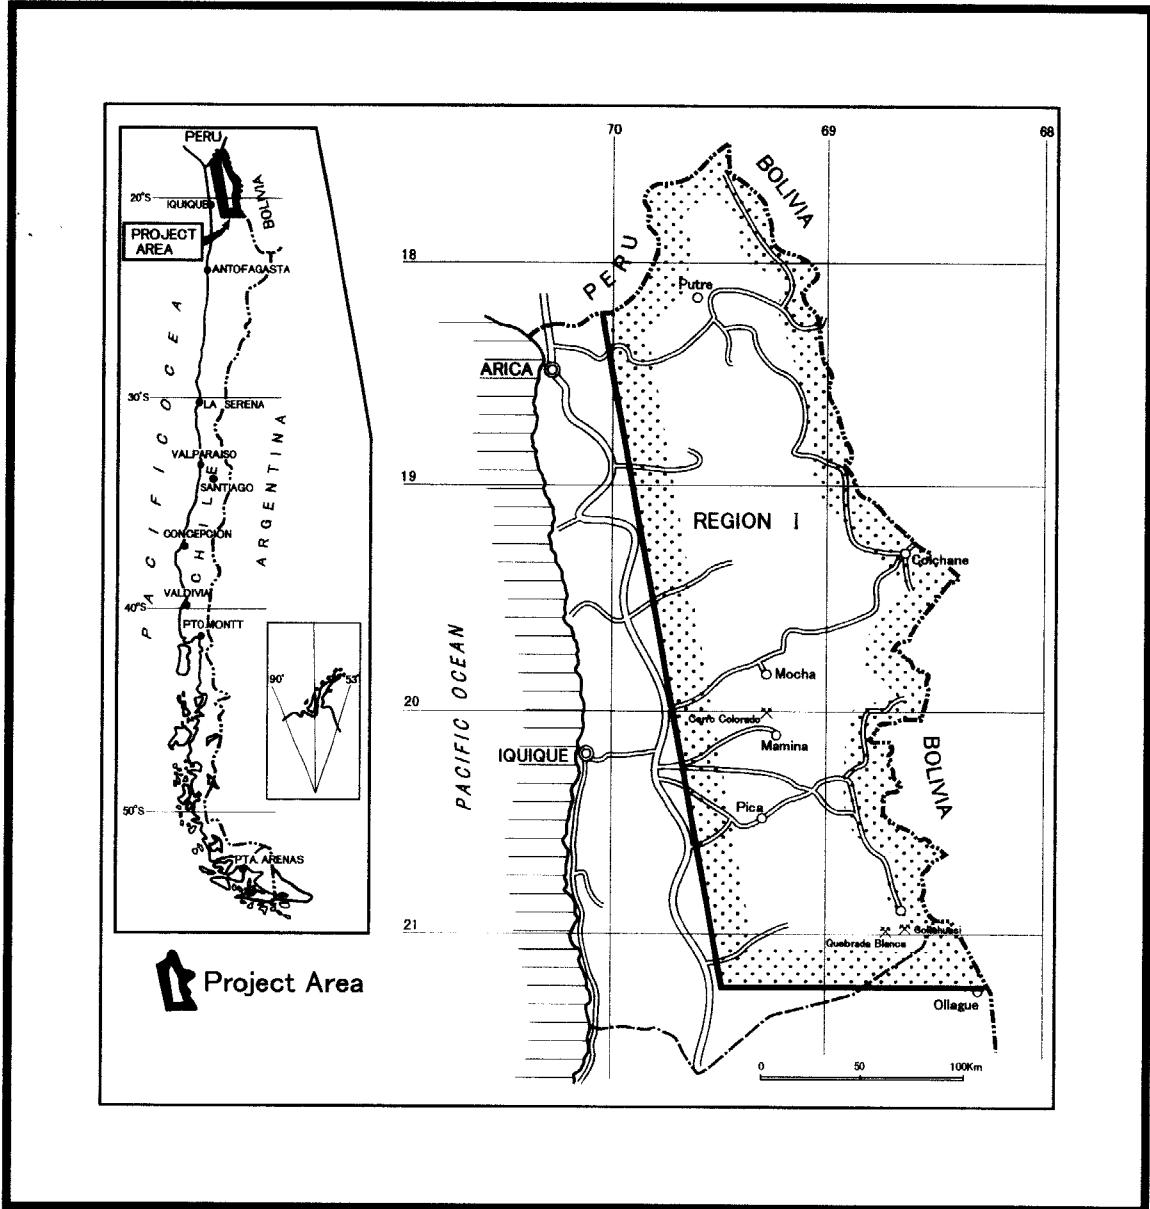 PERU
20°S
IQUIQUE
BOLIVIA
PROJECT
AREA
ANTOFAGASTA
PACIFIC OCEA
30°S
LA SERENA
VALPARAISO
SANTIAGO
CHILE
ARGENTINA
CONCEPCIÓN
VALDIVIA
40°S
PTO.MONTT
90°
53°
50°S
PTA. ARENAS
Project Area
70
69
68
BOLIVIA
PERU
18
Putre
ARICA
19
REGION I
Colchane
PACIFIC OCEAN
Mocha
20
Cerro Colorado
Mamina
IQUIQUE
BOLIVIA
Pica
21
Collahuasi
Quebrada Blanca
Ollague
0
50
100Km